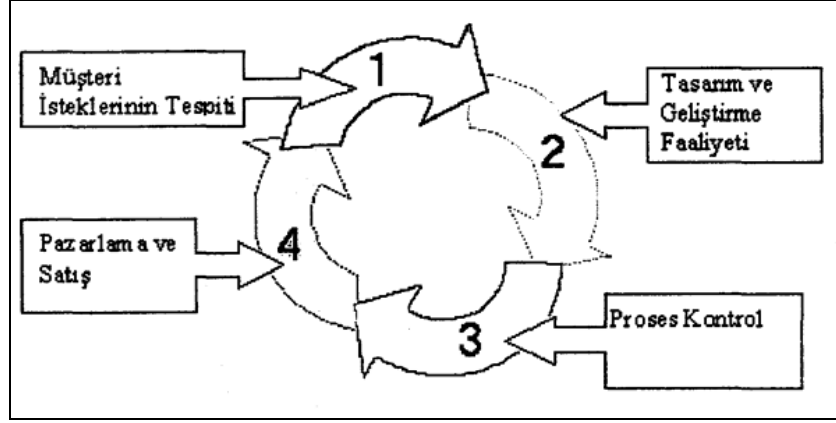 Müşteri
İsteklerinin Tespiti
1
Tasarım ve
Geliştirme
Faaliyeti
2
Pazarlama ve
Satış
4
Proses Kontrol
3